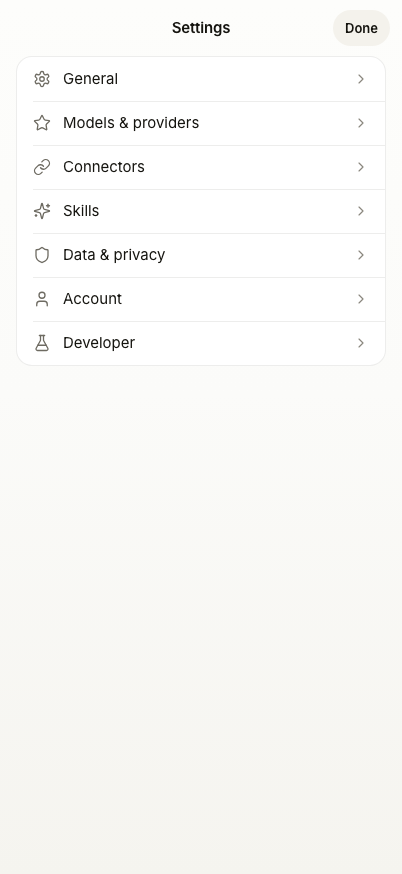 Settings
Done
General
Models & providers
Connectors
Skills
Data & privacy
Account
Developer